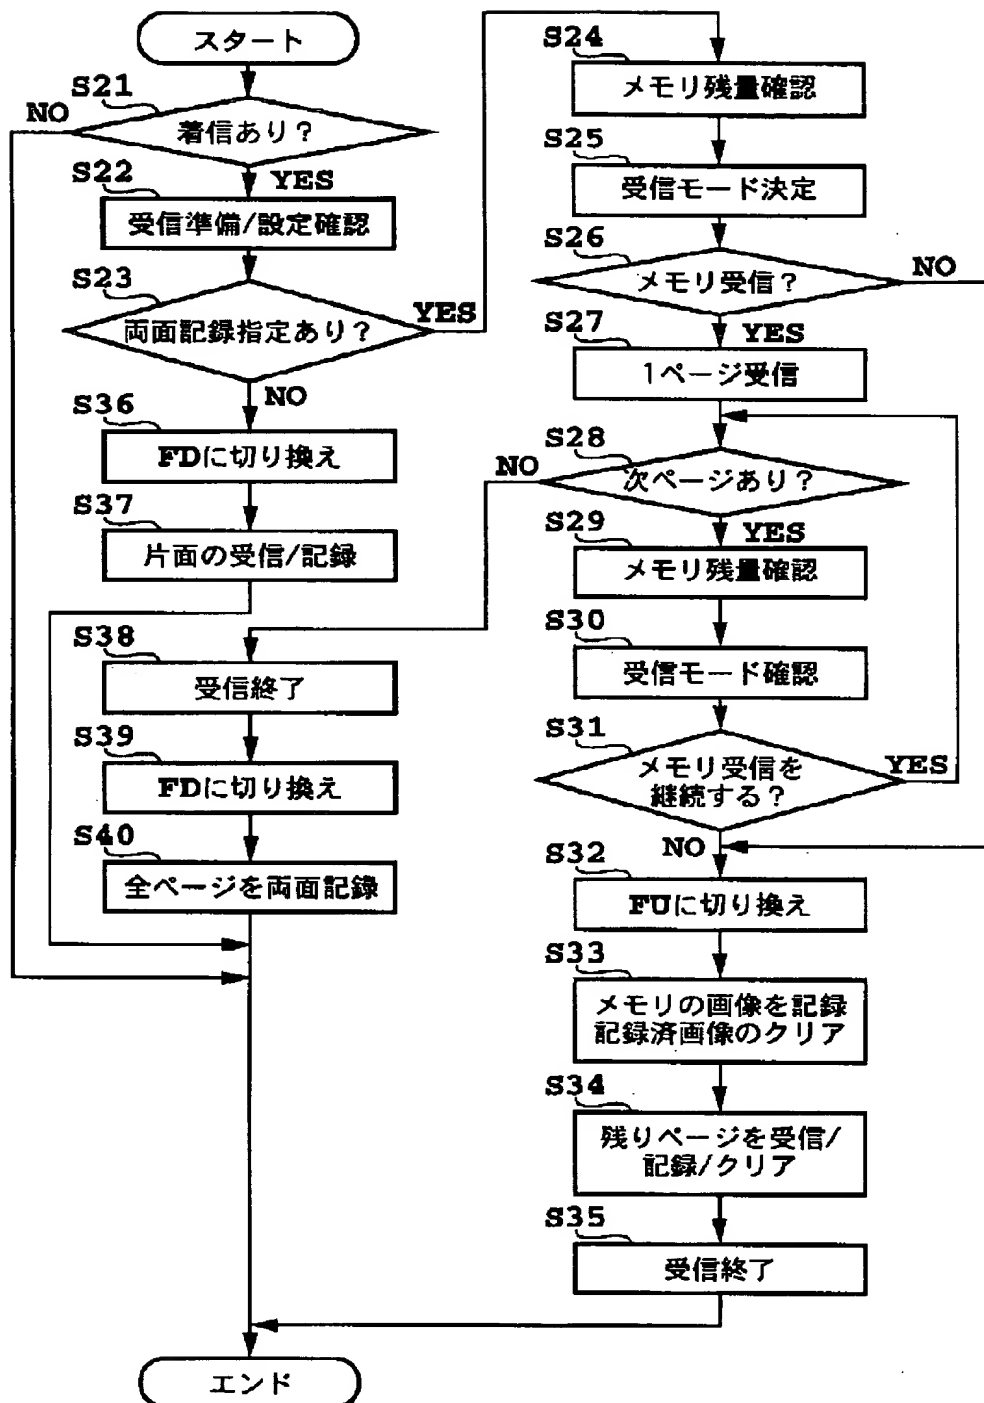 スタート
S21
NO
着信あり？
YES
S22
受信準備/設定確認
S23
両面記録指定あり？
YES
NO
S36
FDに切り換え
S37
片面の受信/記録
S38
受信終了
S39
FDに切り換え
S40
全ページを両面記録
S24
メモリ残量確認
S25
受信モード決定
S26
メモリ受信？
NO
YES
S27
1ページ受信
S28
NO
次ページあり？
YES
S29
メモリ残量確認
S30
受信モード確認
S31
メモリ受信を
継続する？
YES
NO
S32
FUに切り換え
S33
メモリの画像を記録
記録済画像のクリア
S34
残りページを受信/
記録/クリア
S35
受信終了
エンド